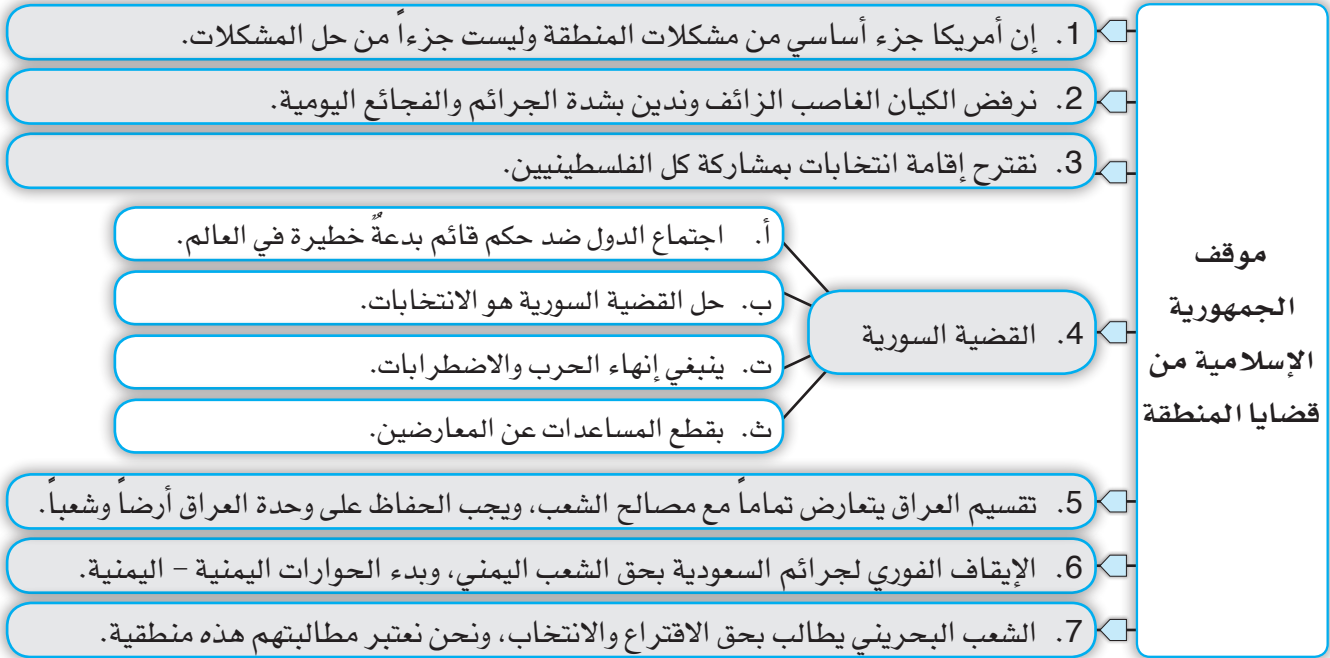 موقف
الجمهورية
الإسلامية من
قضايا المنطقة
1. إن أمريكا جزء أساسي من مشكلات المنطقة وليست جزءاً من حل المشكلات.
2. نرفض الكيان الغاصب الزائف وندين بشدة الجرائم والفجائع اليومية.
3. نقترح إقامة انتخابات بمشاركة كل الفلسطينيين.
4. القضية السورية
أ. اجتماع الدول ضد حكم قائم بدعةٌ خطيرة في العالم.
ب. حل القضية السورية هو الانتخابات.
ت. ينبغي إنهاء الحرب والاضطرابات.
ث. بقطع المساعدات عن المعارضين.
5. تقسيم العراق يتعارض تماماً مع مصالح الشعب، ويجب الحفاظ على وحدة العراق أرضاً وشعباً.
6. الإيقاف الفوري لجرائم السعودية بحق الشعب اليمني، وبدء الحوارات اليمنية – اليمنية.
7. الشعب البحريني يطالب بحق الاقتراع والانتخاب، ونحن نعتبر مطالبتهم هذه منطقية.